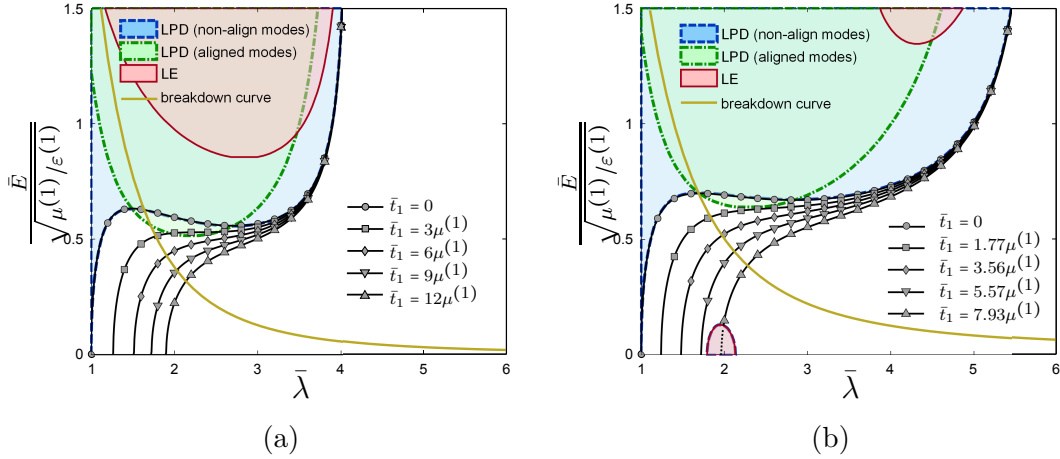 1.5
1
0.5
0
Ē / √(μ^(1)/ε^(1))
LPD (non-align modes)
LPD (aligned modes)
LE
breakdown curve
t̄₁ = 0
t̄₁ = 3μ^(1)
t̄₁ = 6μ^(1)
t̄₁ = 9μ^(1)
t̄₁ = 12μ^(1)
1 2 3 4 5 6
λ̄
(a)
1.5
1
0.5
0
Ē / √(μ^(1)/ε^(1))
LPD (non-align modes)
LPD (aligned modes)
LE
breakdown curve
t̄₁ = 0
t̄₁ = 1.77μ^(1)
t̄₁ = 3.56μ^(1)
t̄₁ = 5.57μ^(1)
t̄₁ = 7.93μ^(1)
1 2 3 4 5 6
λ̄
(b)